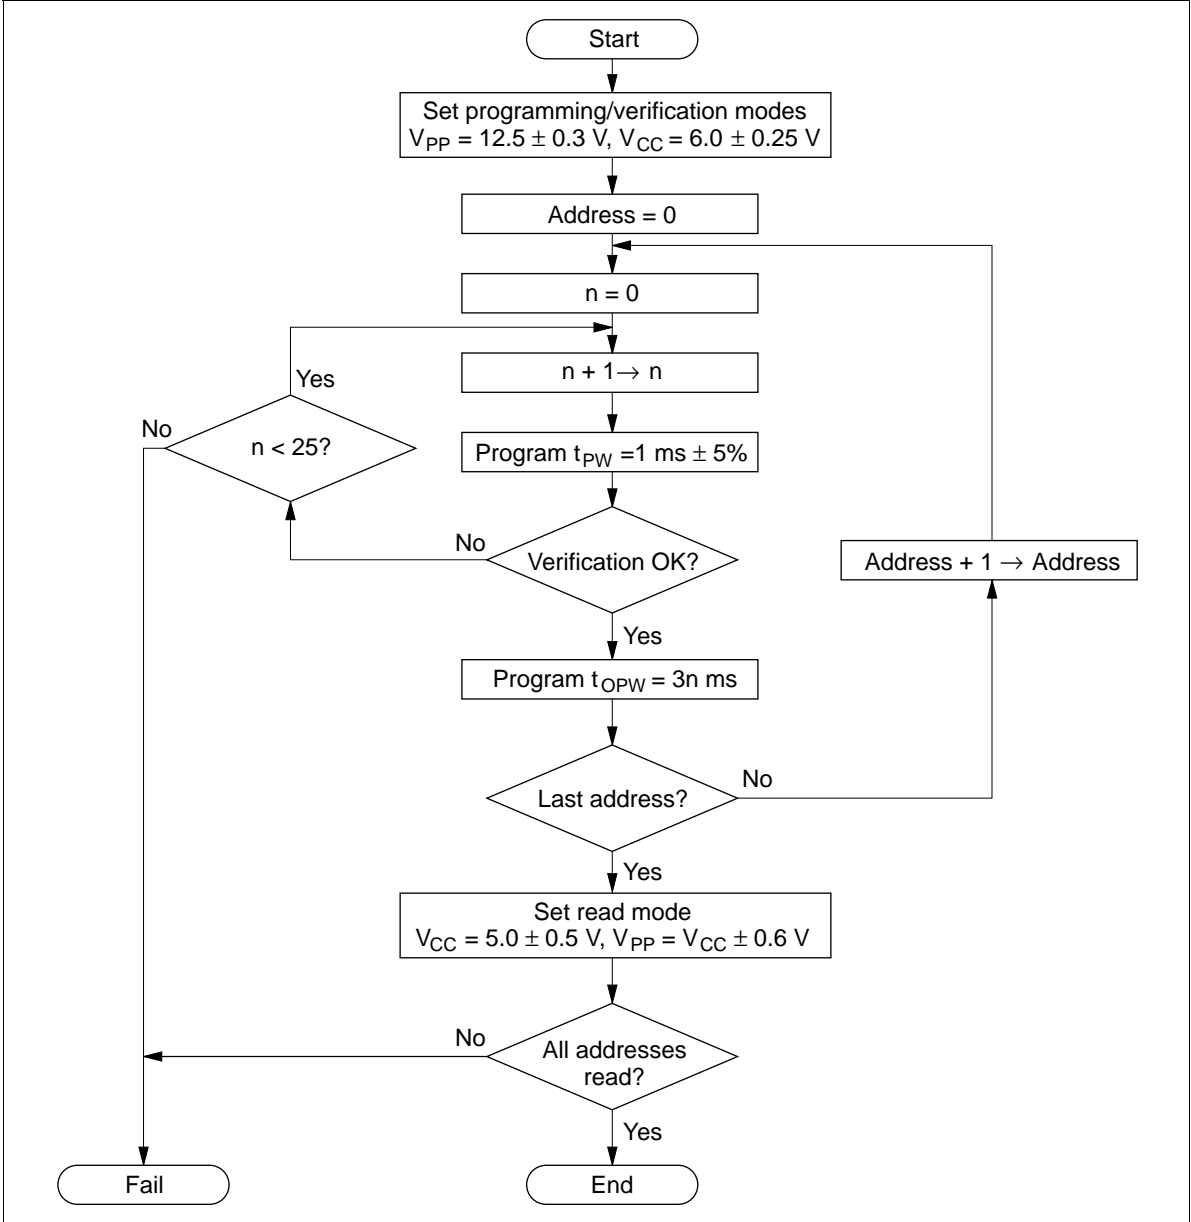 Start
Set programming/verification modes
VPP = 12.5 ± 0.3 V, VCC = 6.0 ± 0.25 V
Address = 0
n = 0
n + 1→ n
Yes
No
n < 25?
Program tPW =1 ms ± 5%
No
Verification OK?
Address + 1 → Address
Yes
Program tOPW = 3n ms
Last address?
No
Yes
Set read mode
VCC = 5.0 ± 0.5 V, VPP = VCC ± 0.6 V
No
All addresses
read?
Yes
Fail
End